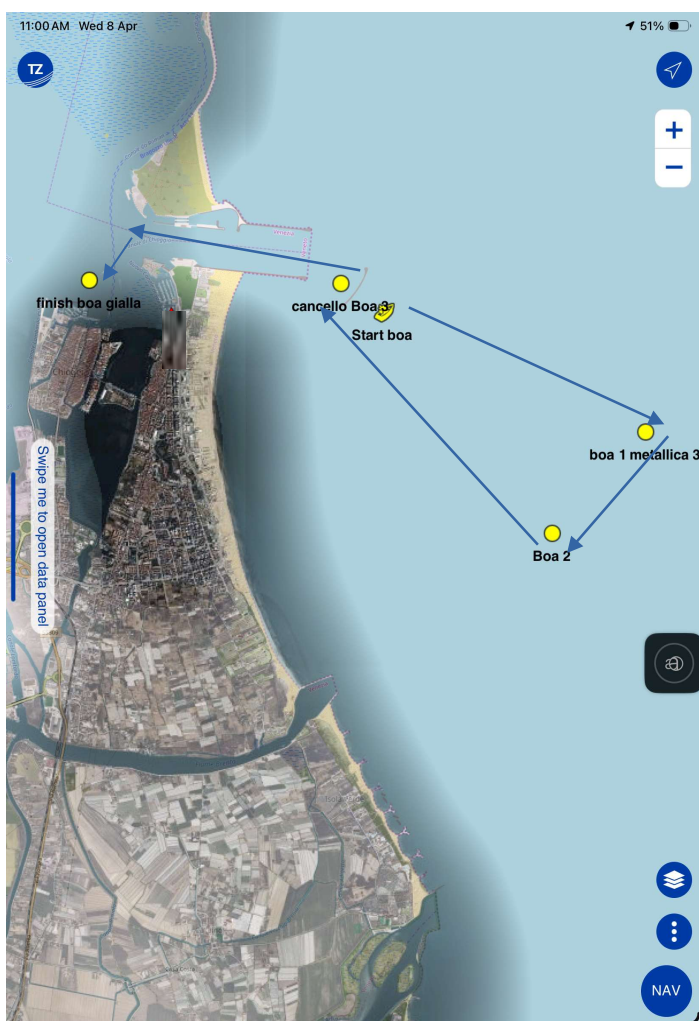 11:00 AM Wed 8 Apr
51%
TZ
finish boa gialla
cancello Boa 3
Start boa
boa 1 metallica 3
Boa 2
Swipe me to open data panel
NAV